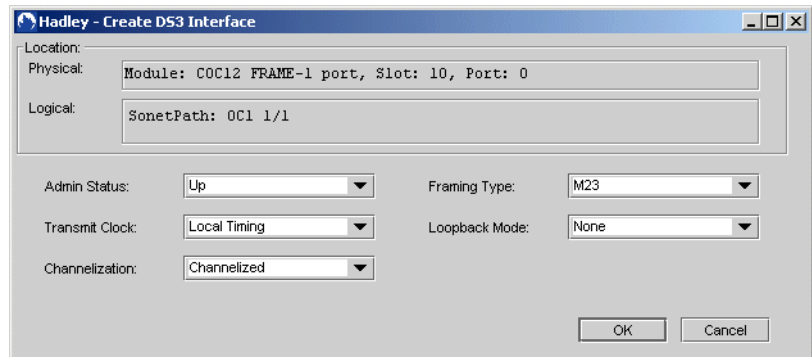 Hadley - Create DS3 Interface
Location:
Physical: Module: COC12 FRAME-1 port, Slot: 10, Port: 0
Logical: SonetPath: OC1 1/1
Admin Status: Up Framing Type: M23
Transmit Clock: Local Timing Loopback Mode: None
Channelization: Channelized
OK Cancel